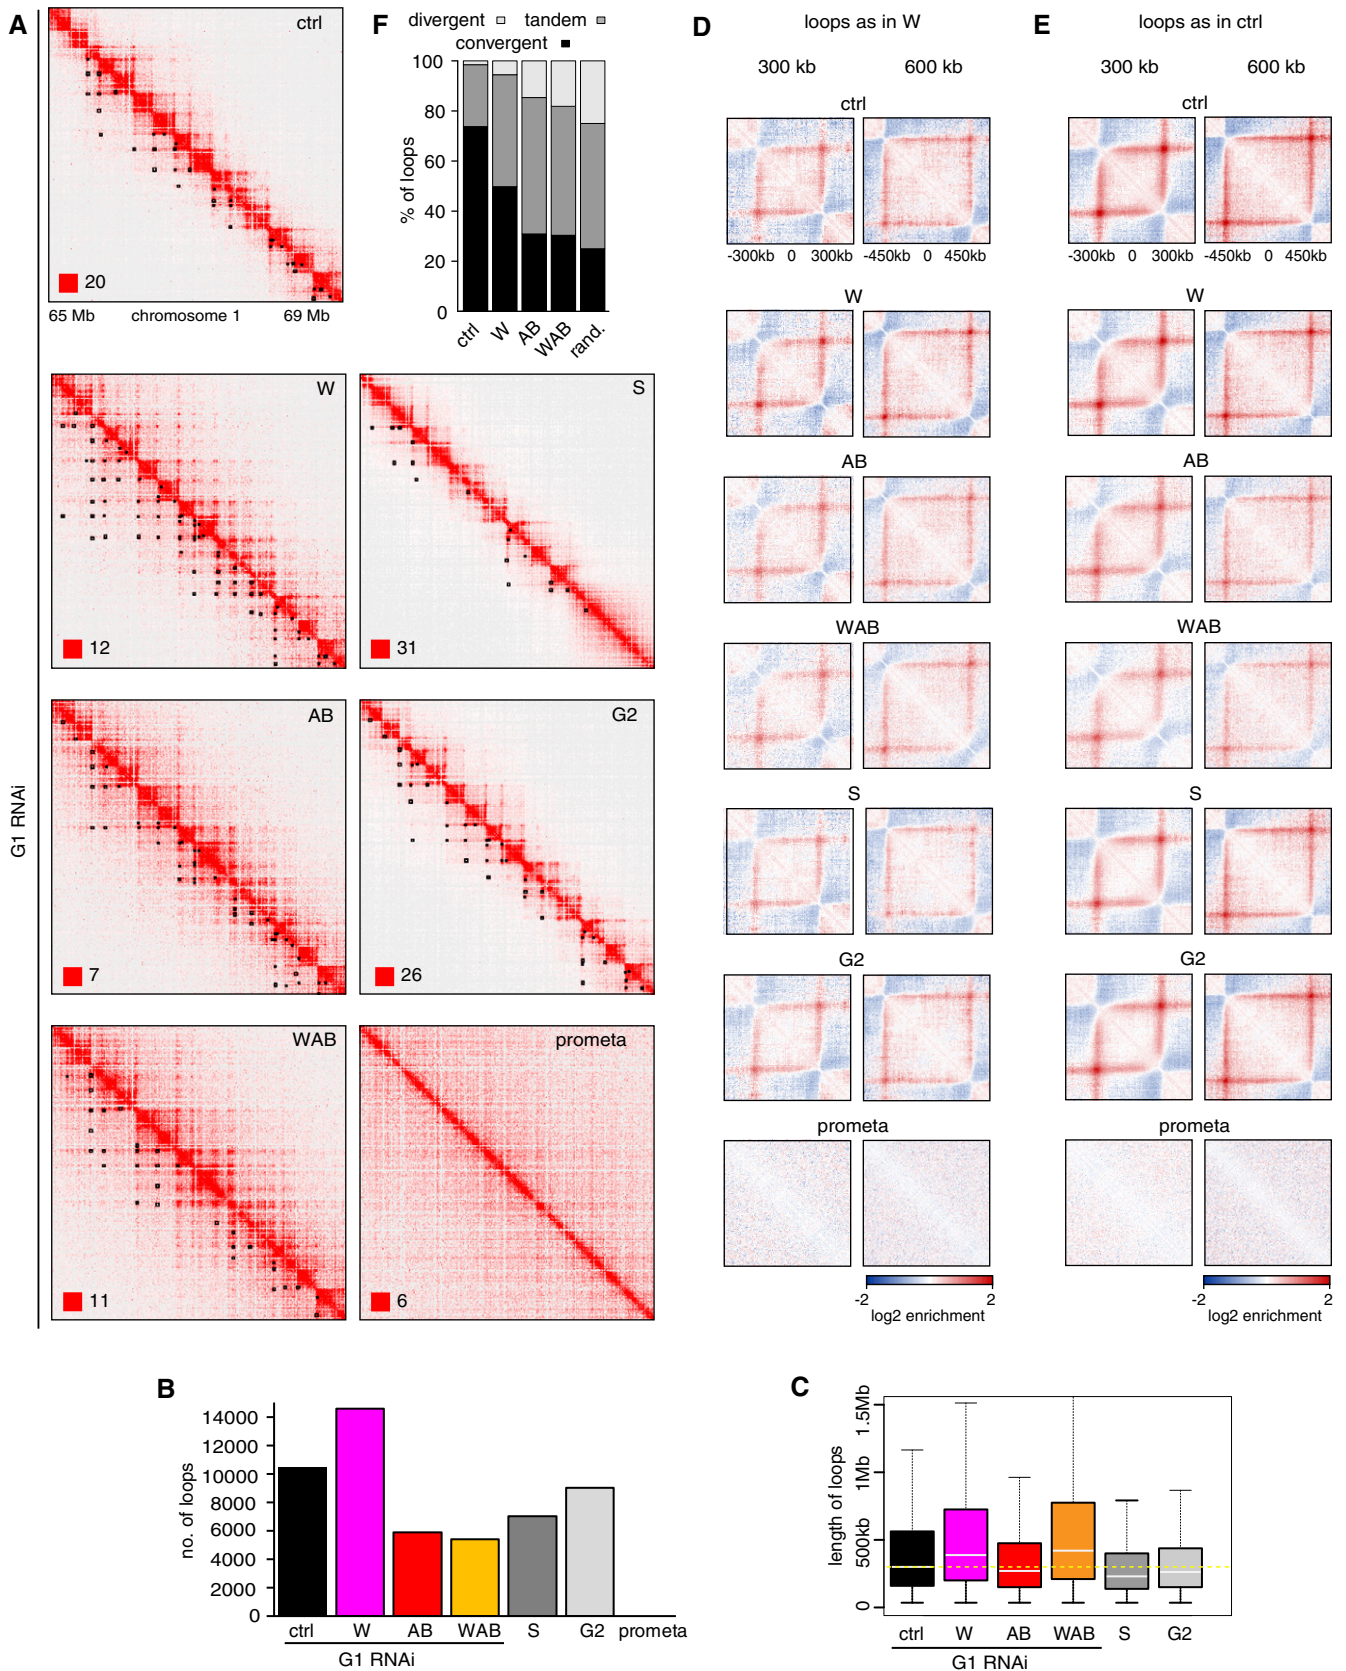 A
ctrl
20
65 Mb chromosome 1 69 Mb
F
divergent tandem
convergent
% of loops
100
80
60
40
20
0
ctrl W AB WAB rand.
G1 RNAi
W
12
S
31
AB
7
G2
26
WAB
11
prometa
6
D
loops as in W
300 kb 600 kb
ctrl
-300kb 0 300kb -450kb 0 450kb
W
AB
WAB
S
G2
prometa
-2 2
log2 enrichment
E
loops as in ctrl
300 kb 600 kb
ctrl
-300kb 0 300kb -450kb 0 450kb
W
AB
WAB
S
G2
prometa
-2 2
log2 enrichment
B
no. of loops
14000
12000
10000
8000
6000
4000
2000
0
ctrl W AB WAB S G2 prometa
G1 RNAi
C
length of loops
1.5Mb
1Mb
500kb
0
ctrl W AB WAB S G2
G1 RNAi